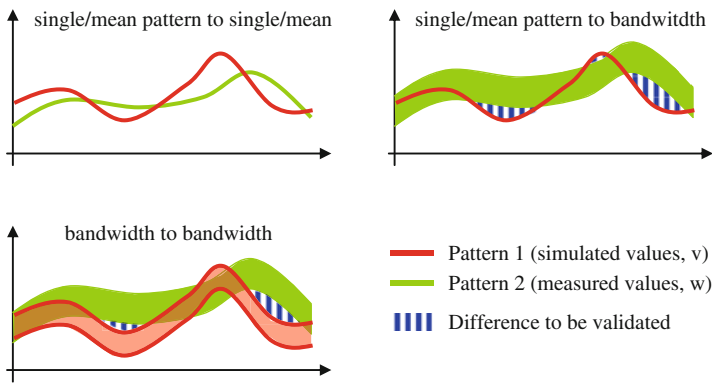 single/mean pattern to single/mean
single/mean pattern to bandwitdth
bandwidth to bandwidth
Pattern 1 (simulated values, v)
Pattern 2 (measured values, w)
Difference to be validated